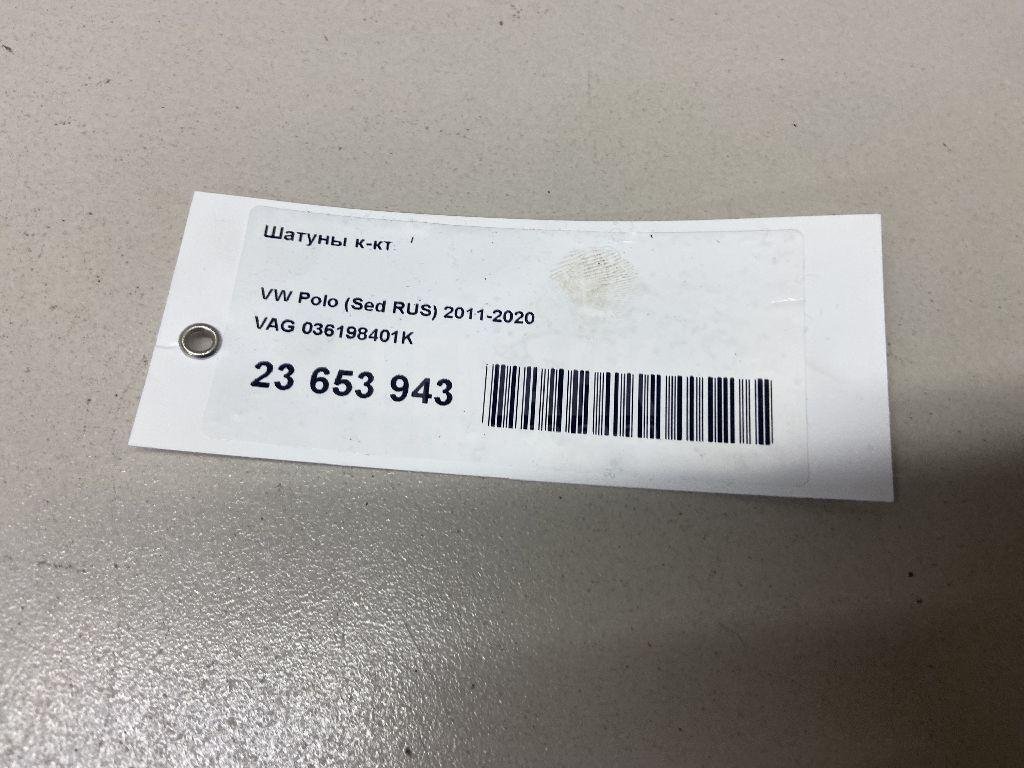 Шатуны к-кт
VW Polo (Sed RUS) 2011-2020
VAG 036198401K
23 653 943